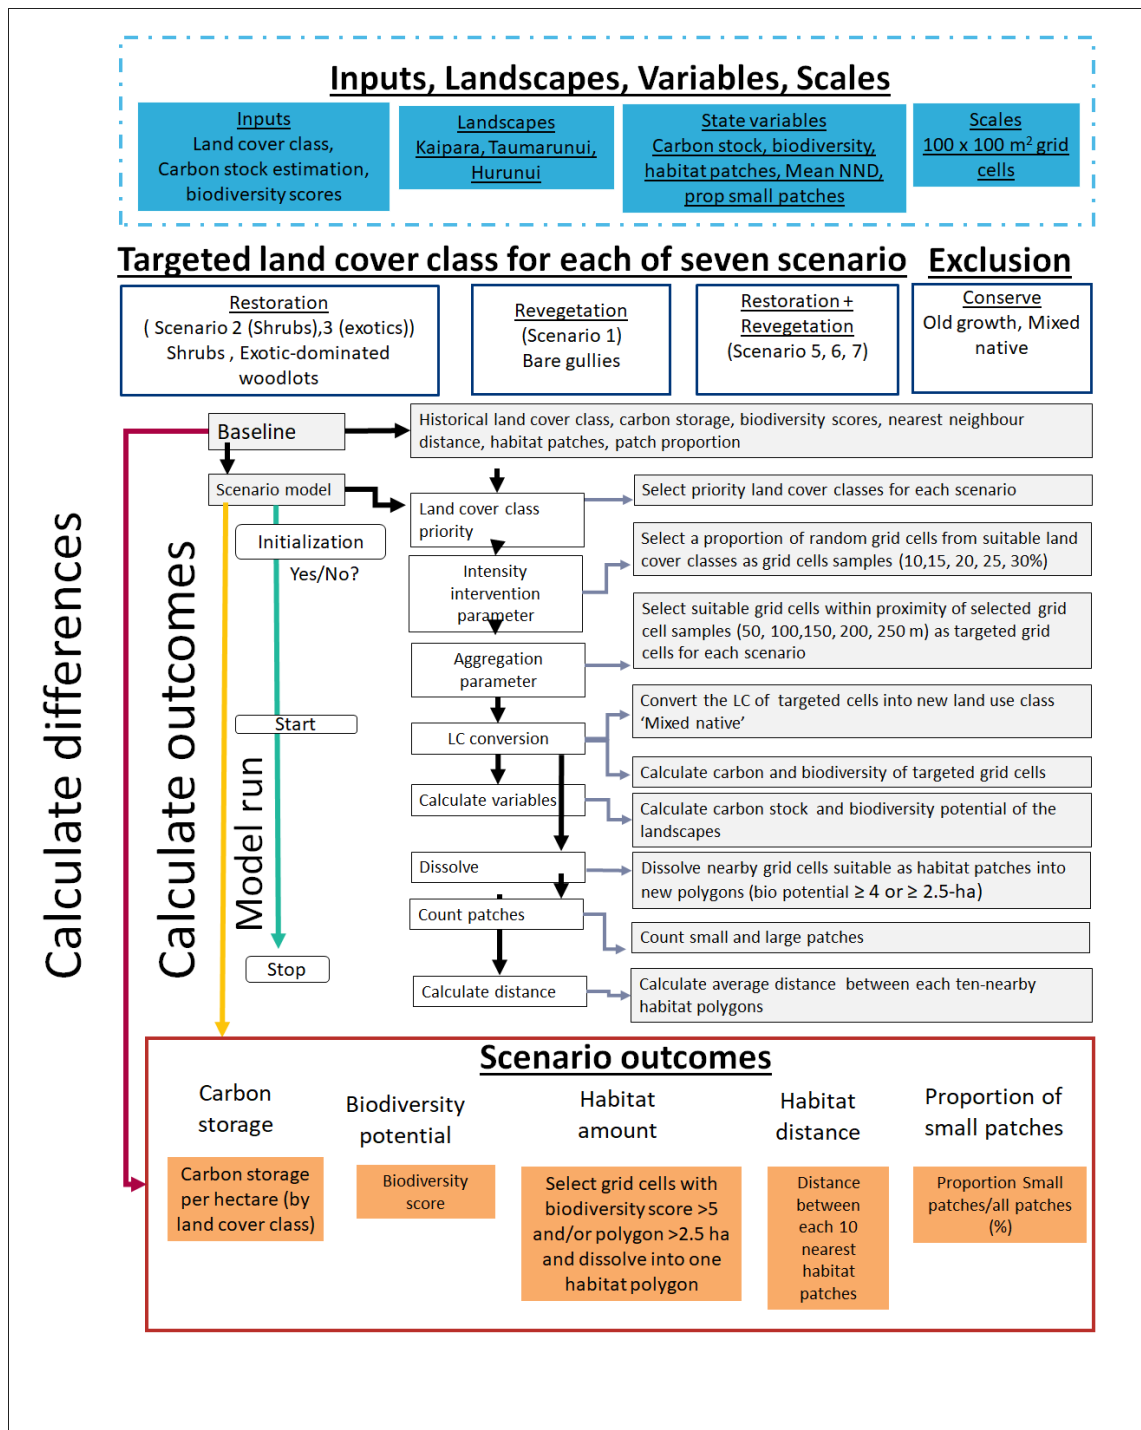 Inputs, Landscapes, Variables, Scales
Inputs
Land cover class,
Carbon stock estimation,
biodiversity scores
Landscapes
Kaipara, Taumarunui,
Hurunui
State variables
Carbon stock, biodiversity,
habitat patches, Mean NND,
prop small patches
Scales
100 x 100 m² grid
cells
Targeted land cover class for each of seven scenario
Exclusion
Restoration
( Scenario 2 (Shrubs),3 (exotics))
Shrubs , Exotic-dominated
woodlots
Revegetation
(Scenario 1)
Bare gullies
Restoration +
Revegetation
(Scenario 5, 6, 7)
Conserve
Old growth, Mixed
native
Calculate differences
Calculate outcomes
Model run
Baseline
Historical land cover class, carbon storage, biodiversity scores, nearest neighbour
distance, habitat patches, patch proportion
Scenario model
Initialization
Yes/No?
Start
Stop
Land cover class
priority
Select priority land cover classes for each scenario
Intensity
intervention
parameter
Select a proportion of random grid cells from suitable land
cover classes as grid cells samples (10,15, 20, 25, 30%)
Aggregation
parameter
Select suitable grid cells within proximity of selected grid
cell samples (50, 100,150, 200, 250 m) as targeted grid
cells for each scenario
LC conversion
Convert the LC of targeted cells into new land use class
‘Mixed native’
Calculate carbon and biodiversity of targeted grid cells
Calculate variables
Calculate carbon stock and biodiversity potential of the
landscapes
Dissolve
Dissolve nearby grid cells suitable as habitat patches into
new polygons (bio potential ≥ 4 or ≥ 2.5-ha)
Count patches
Count small and large patches
Calculate distance
Calculate average distance between each ten-nearby
habitat polygons
Scenario outcomes
Carbon
storage
Carbon storage
per hectare (by
land cover class)
Biodiversity
potential
Biodiversity
score
Habitat
amount
Select grid cells with
biodiversity score >5
and/or polygon >2.5 ha
and dissolve into one
habitat polygon
Habitat
distance
Distance
between
each 10
nearest
habitat
patches
Proportion of
small patches
Proportion Small
patches/all patches
(%)